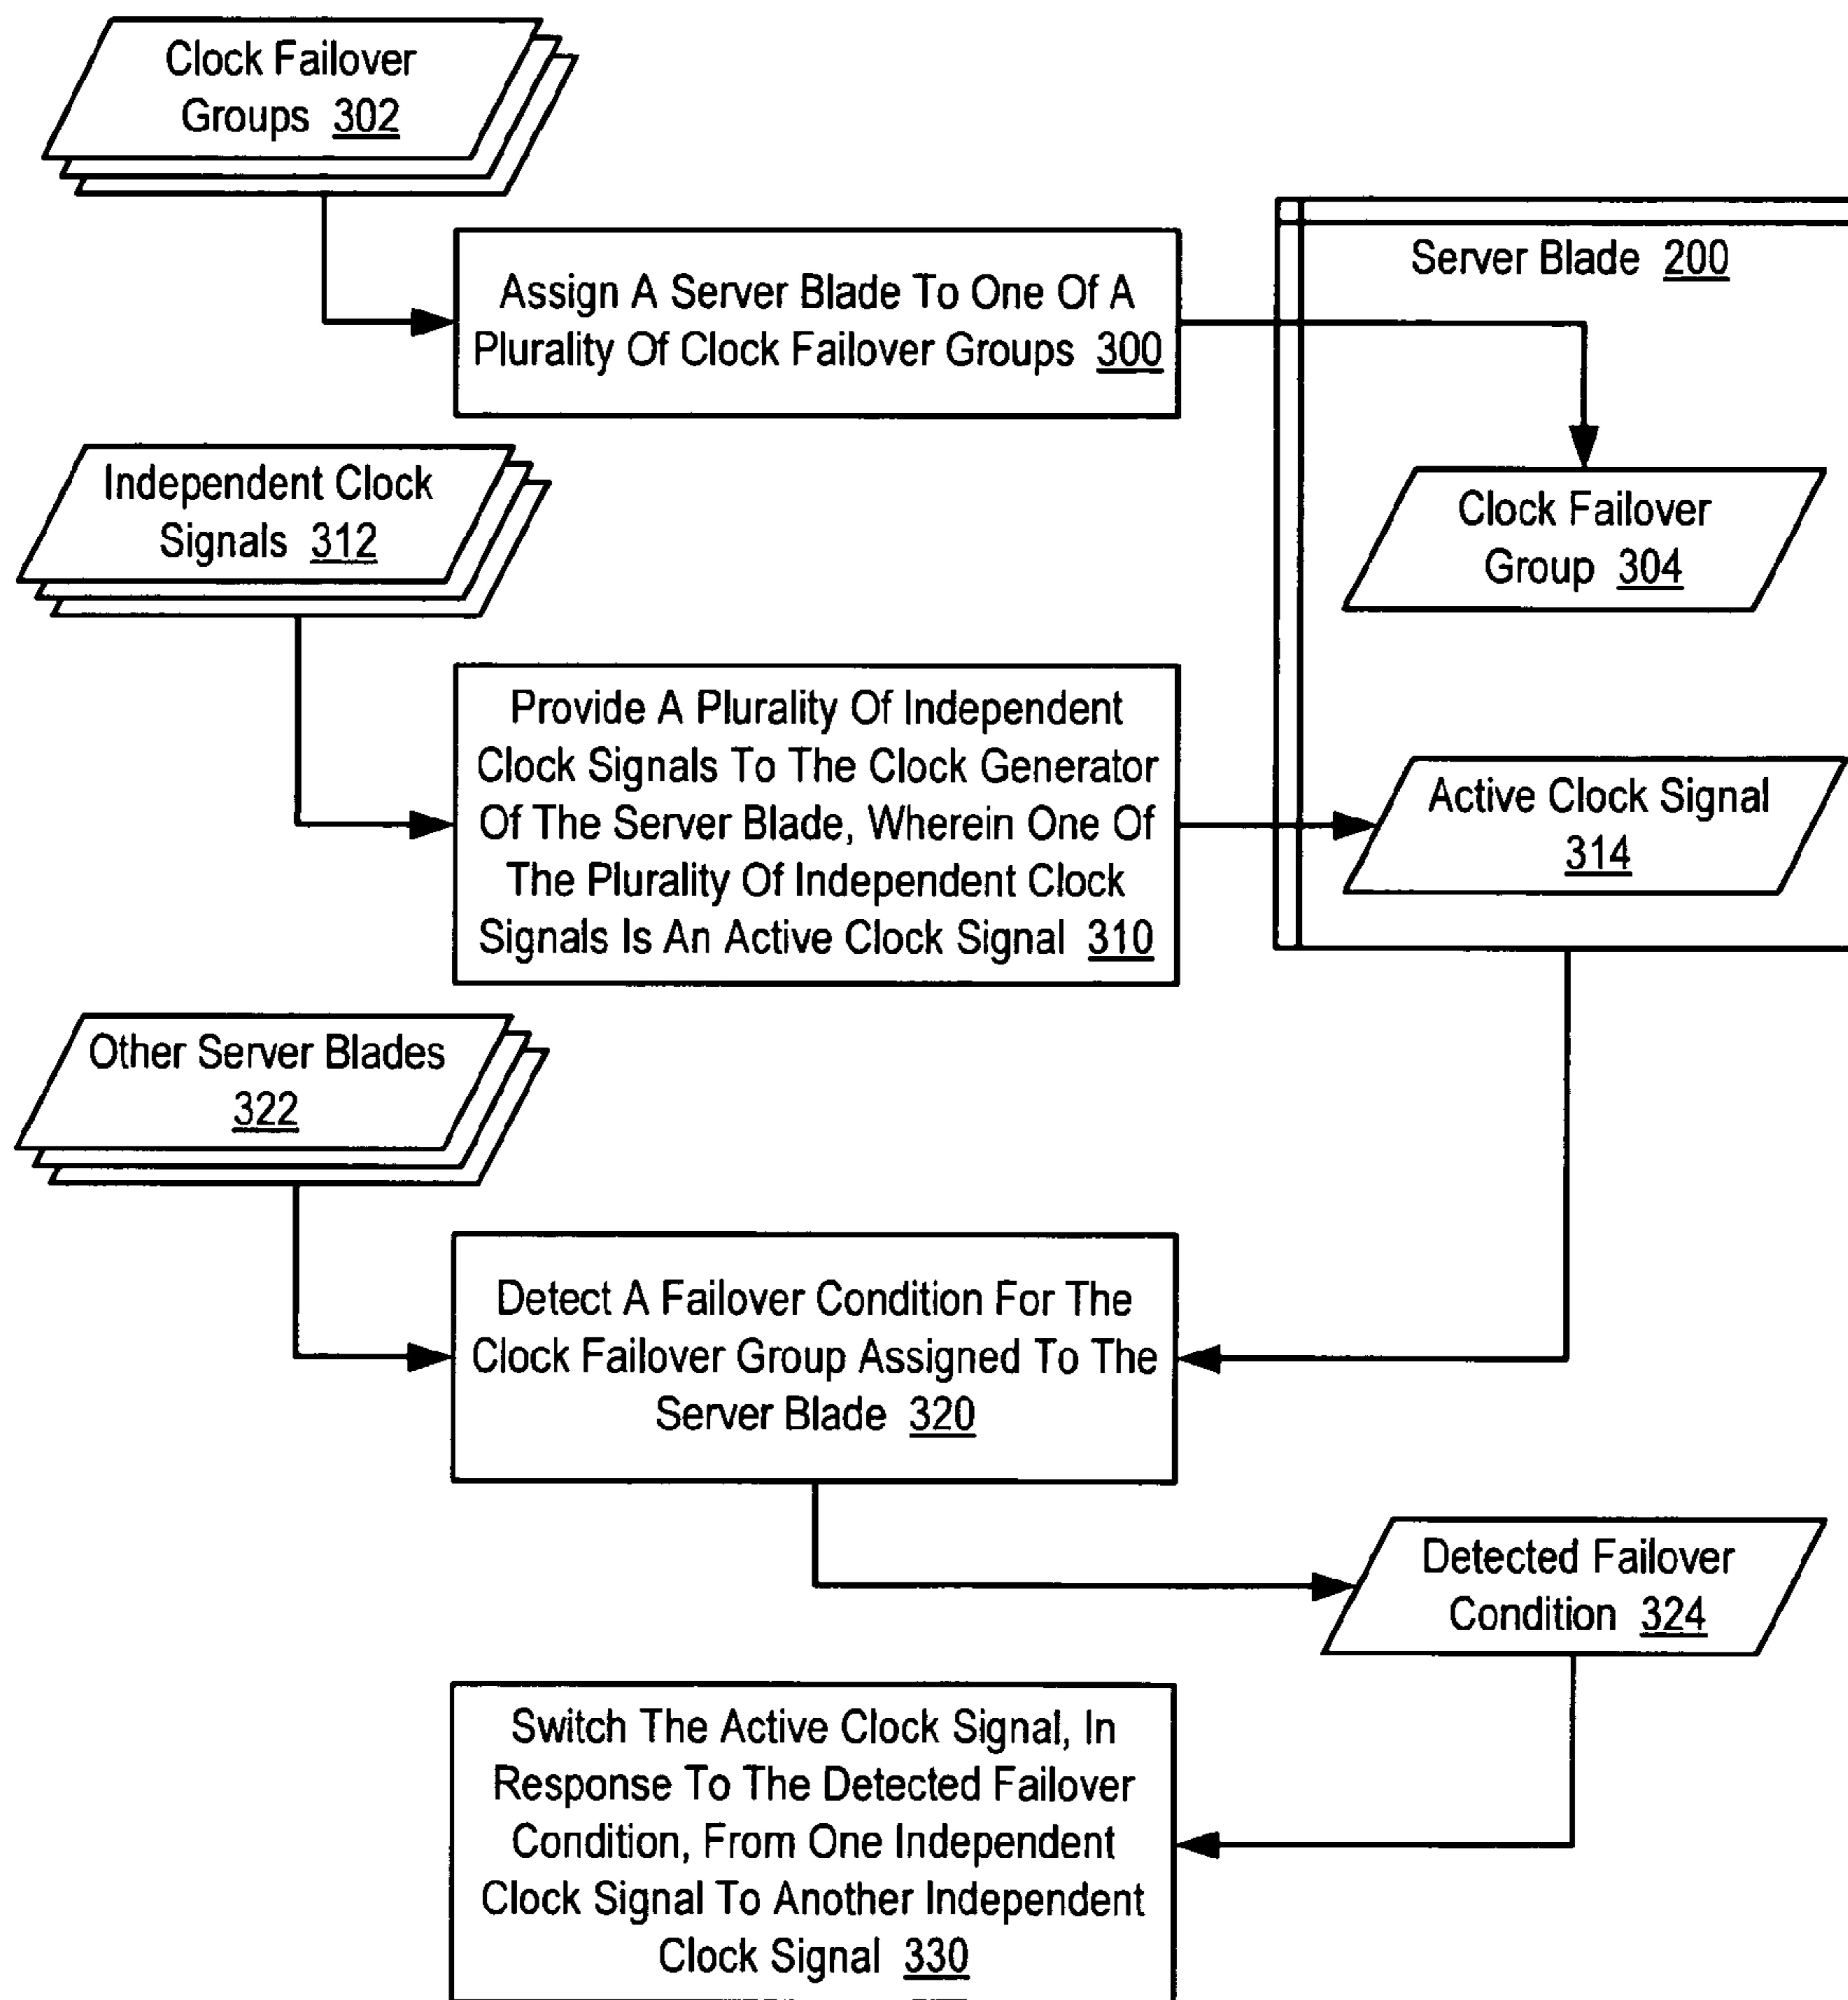 Clock Failover
Groups 302
Assign A Server Blade To One Of A
Plurality Of Clock Failover Groups 300
Server Blade 200
Clock Failover
Group 304
Independent Clock
Signals 312
Provide A Plurality Of Independent
Clock Signals To The Clock Generator
Of The Server Blade, Wherein One Of
The Plurality Of Independent Clock
Signals Is An Active Clock Signal 310
Active Clock Signal
314
Other Server Blades
322
Detect A Failover Condition For The
Clock Failover Group Assigned To The
Server Blade 320
Detected Failover
Condition 324
Switch The Active Clock Signal, In
Response To The Detected Failover
Condition, From One Independent
Clock Signal To Another Independent
Clock Signal 330